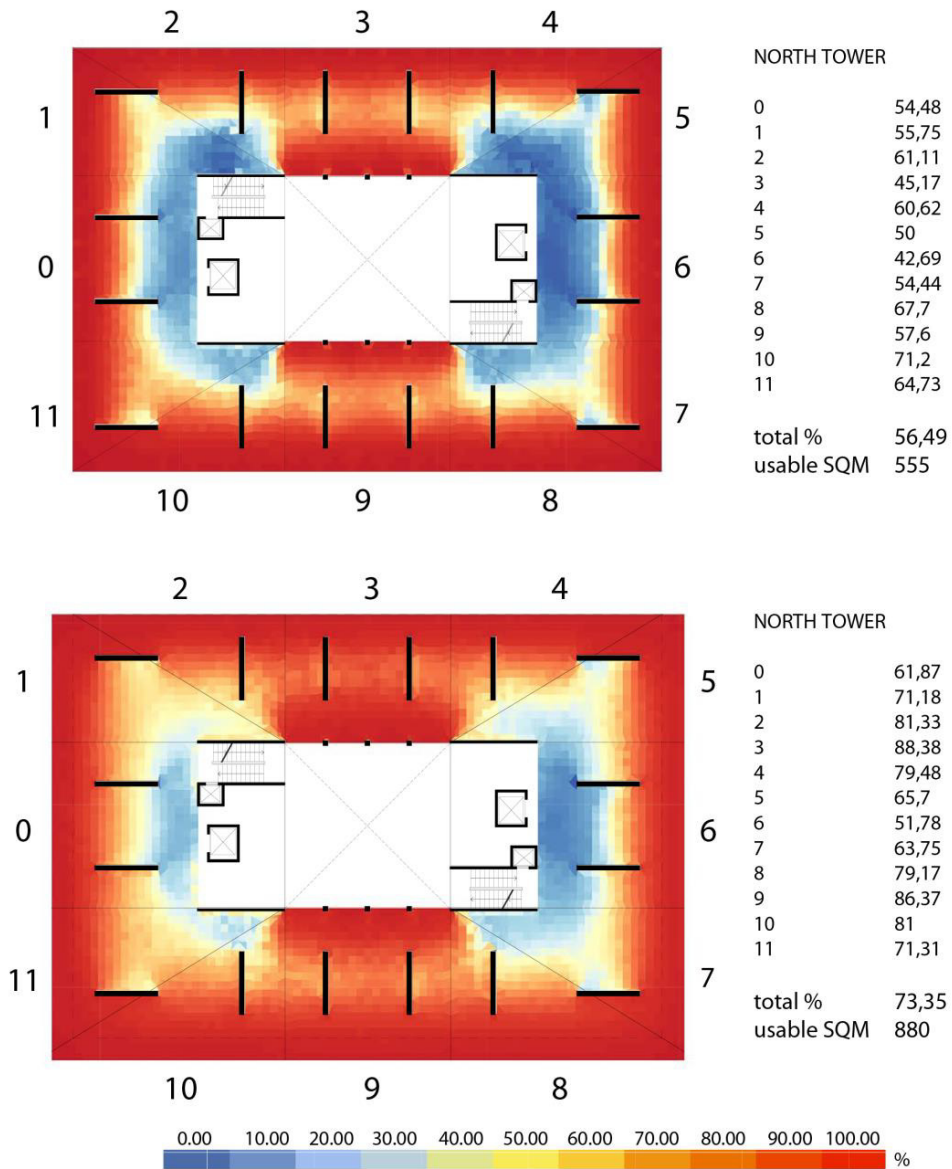 2 3 4
NORTH TOWER
1 5
0 54,48
1 55,75
2 61,11
3 45,17
4 60,62
5 50
0 6
6 42,69
7 54,44
8 67,7
9 57,6
10 71,2
11 64,73
11 7
total % 56,49
usable SQM 555
10 9 8
2 3 4
NORTH TOWER
1 5
0 61,87
1 71,18
2 81,33
3 88,38
4 79,48
5 65,7
0 6
6 51,78
7 63,75
8 79,17
9 86,37
10 81
11 71,31
11 7
total % 73,35
usable SQM 880
10 9 8
0.00 10.00 20.00 30.00 40.00 50.00 60.00 70.00 80.00 90.00 100.00
%